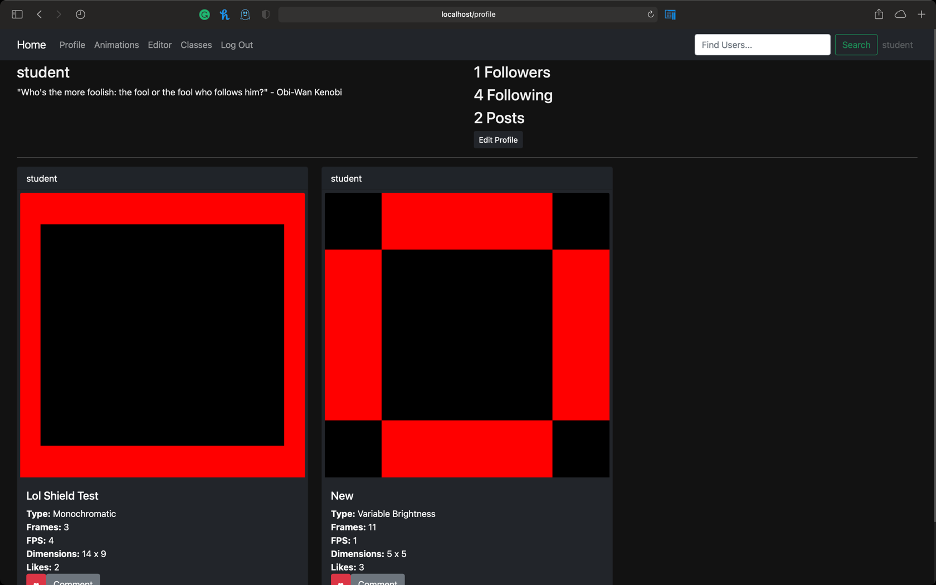 localhost/profile
Home Profile Animations Editor Classes Log Out Find Users... Search student
student
"Who's the more foolish: the fool or the fool who follows him?" - Obi-Wan Kenobi
1 Followers
4 Following
2 Posts
Edit Profile
student
Lol Shield Test
Type: Monochromatic
Frames: 3
FPS: 4
Dimensions: 14 x 9
Likes: 2
Comment
student
New
Type: Variable Brightness
Frames: 11
FPS: 1
Dimensions: 5 x 5
Likes: 3
Comment